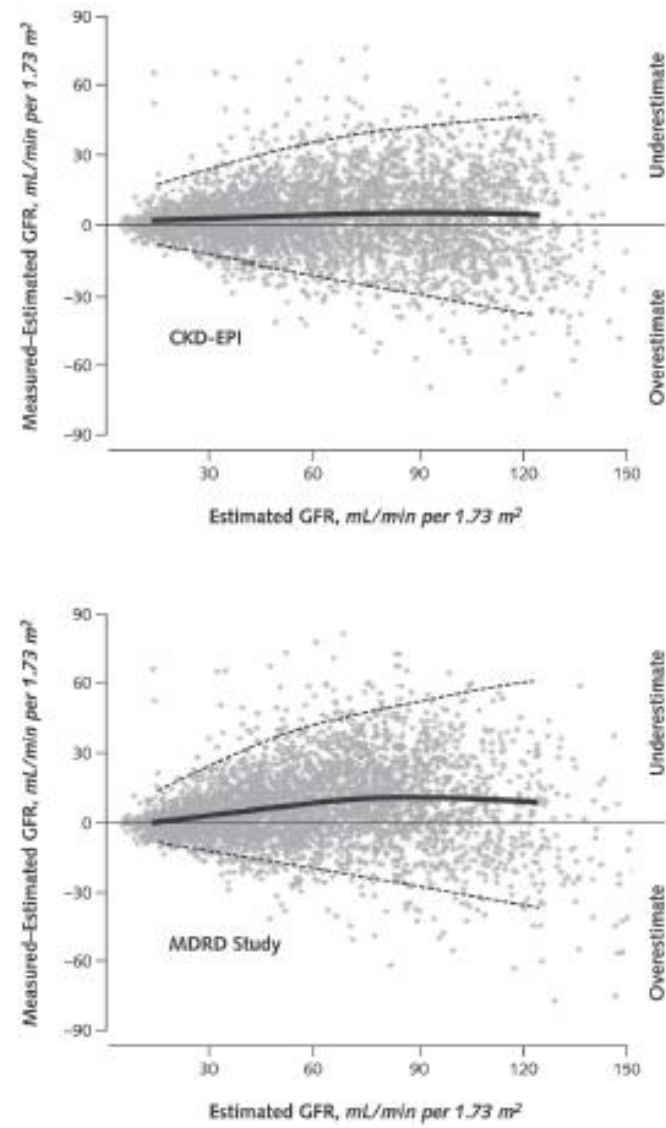 90
60
30
0
−30
−60
−90
Measured–Estimated GFR, mL/min per 1.73 m²
Underestimate
Overestimate
CKD-EPI
30 60 90 120 150
Estimated GFR, mL/min per 1.73 m²
90
60
30
0
−30
−60
−90
Measured–Estimated GFR, mL/min per 1.73 m²
Underestimate
Overestimate
MDRD Study
30 60 90 120 150
Estimated GFR, mL/min per 1.73 m²